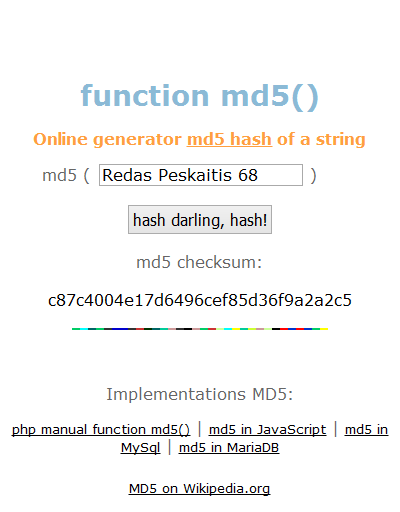 function md5()
Online generator md5 hash of a string
md5 ( Redas Peskaitis 68 )
hash darling, hash!
md5 checksum:
c87c4004e17d6496cef85d36f9a2a2c5
Implementations MD5:
php manual function md5() | md5 in JavaScript | md5 in
MySql | md5 in MariaDB
MD5 on Wikipedia.org